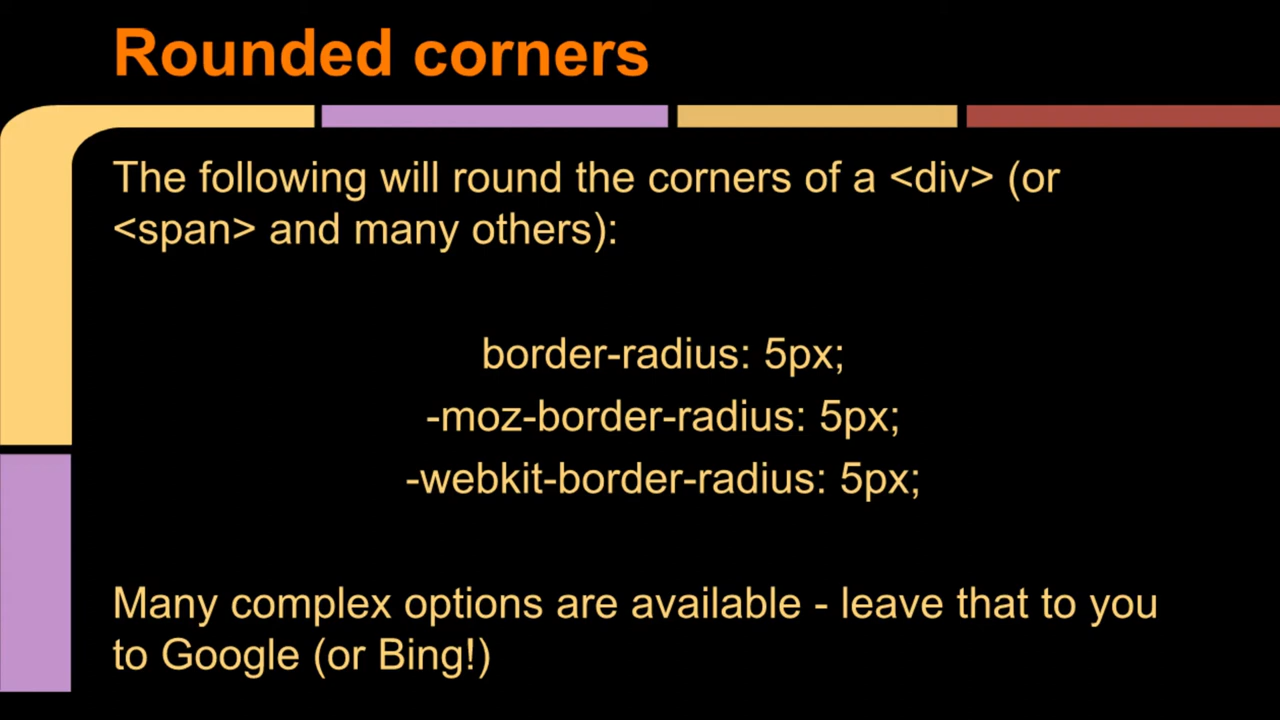 Rounded corners
The following will round the corners of a <div> (or
<span> and many others):
border-radius: 5px;
-moz-border-radius: 5px;
-webkit-border-radius: 5px;
Many complex options are available - leave that to you
to Google (or Bing!)